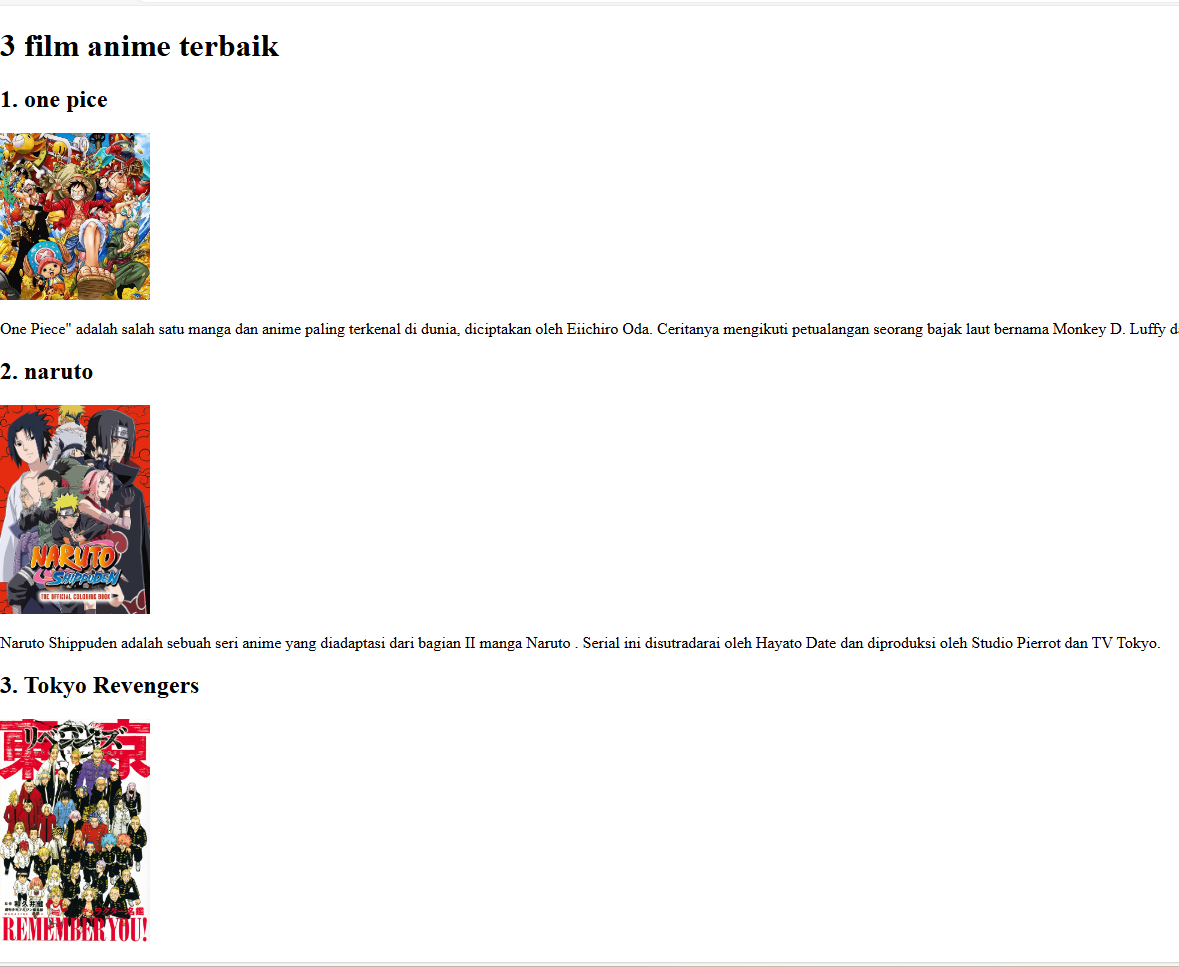 3 film anime terbaik
1. one pice
One Piece" adalah salah satu manga dan anime paling terkenal di dunia, diciptakan oleh Eiichiro Oda. Ceritanya mengikuti petualangan seorang bajak laut bernama Monkey D. Luffy d
2. naruto
NARUTO
SHIPPUDEN
THE OFFICIAL COLORING BOOK
Naruto Shippuden adalah sebuah seri anime yang diadaptasi dari bagian II manga Naruto . Serial ini disutradarai oleh Hayato Date dan diproduksi oleh Studio Pierrot dan TV Tokyo.
3. Tokyo Revengers
東京
リベンジャーズ
REMEMBER YOU!